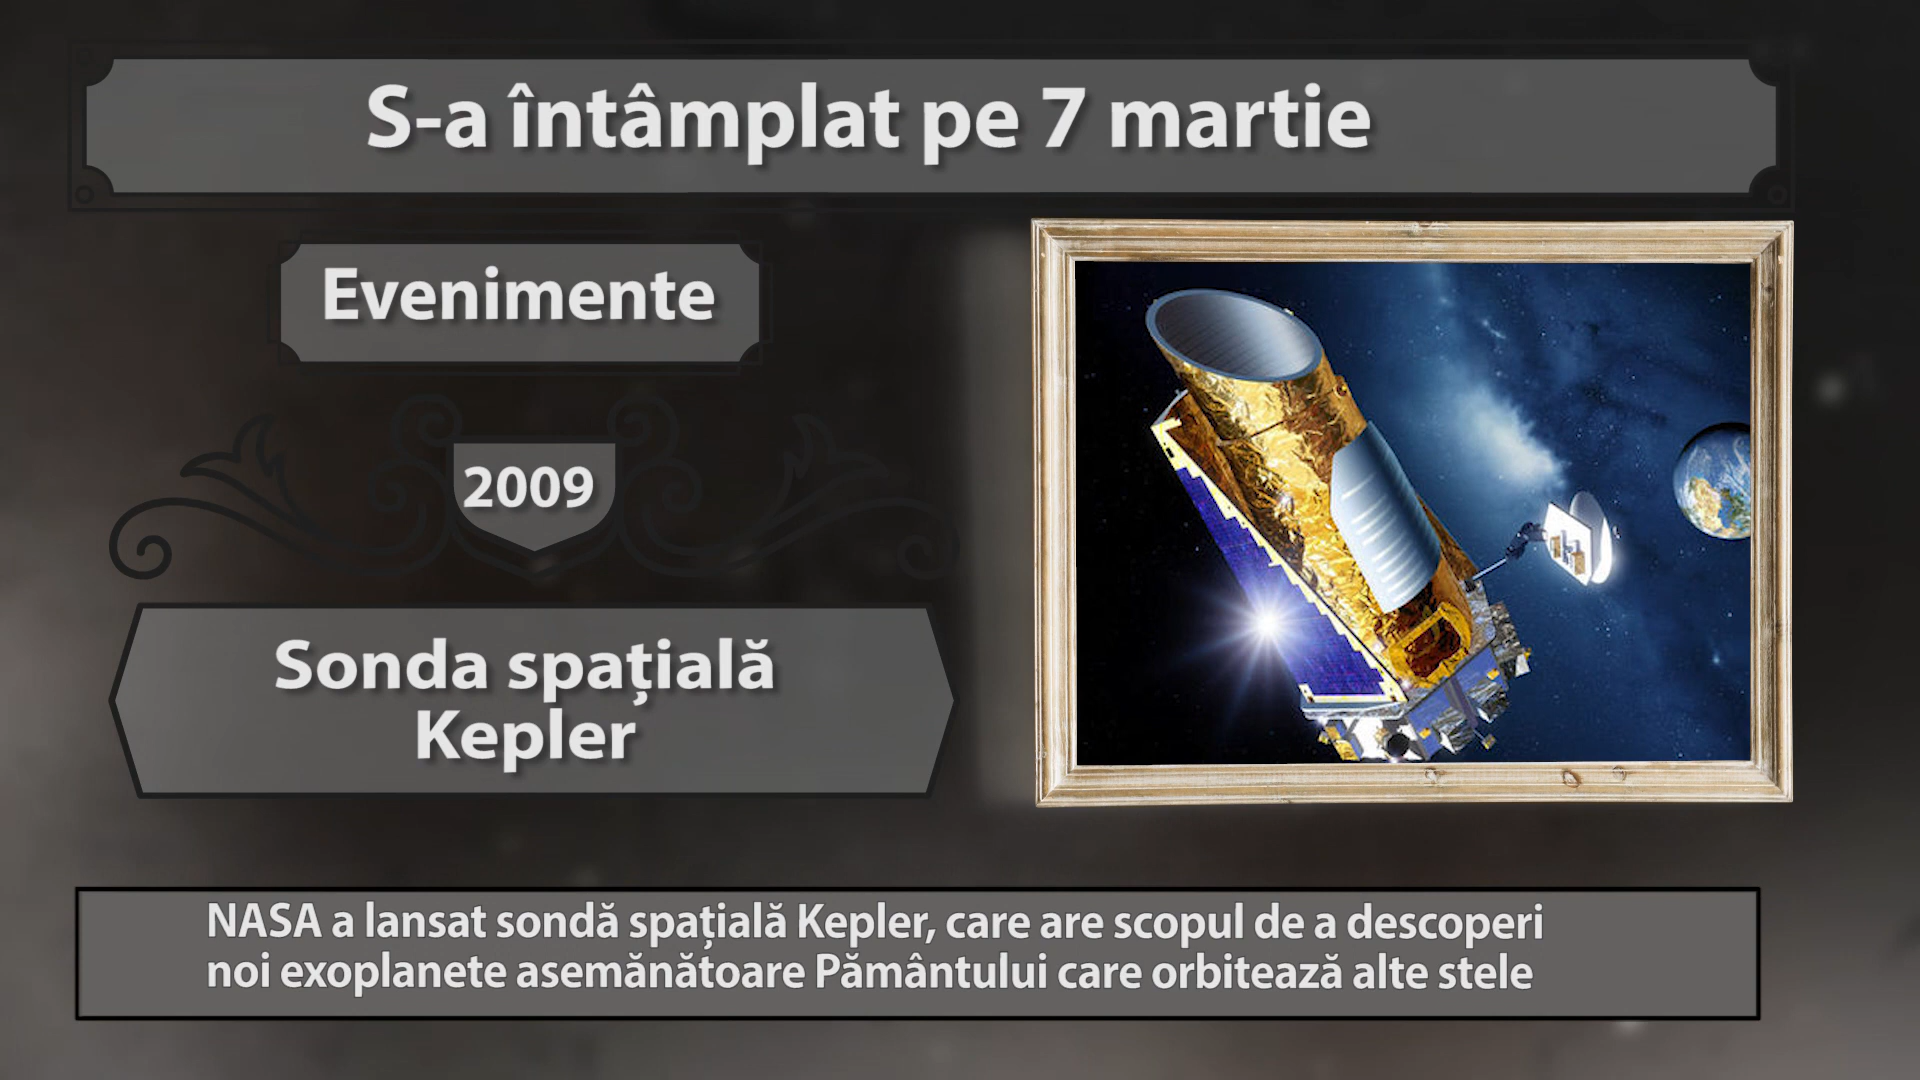 S-a întâmplat pe 7 martie
Evenimente
2009
Sonda spațială
Kepler
NASA a lansat sondă spațială Kepler, care are scopul de a descoperi
noi exoplanete asemănătoare Pământului care orbitează alte stele